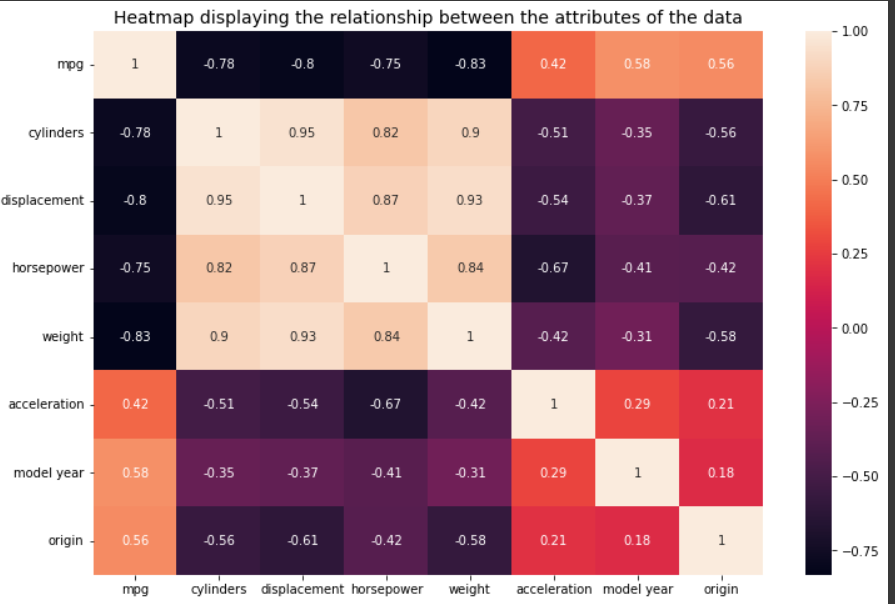 Heatmap displaying the relationship between the attributes of the data
mpg 1 -0.78 -0.8 -0.75 -0.83 0.42 0.58 0.56
cylinders -0.78 1 0.95 0.82 0.9 -0.51 -0.35 -0.56
displacement -0.8 0.95 1 0.87 0.93 -0.54 -0.37 -0.61
horsepower -0.75 0.82 0.87 1 0.84 -0.67 -0.41 -0.42
weight -0.83 0.9 0.93 0.84 1 -0.42 -0.31 -0.58
acceleration 0.42 -0.51 -0.54 -0.67 -0.42 1 0.29 0.21
model year 0.58 -0.35 -0.37 -0.41 -0.31 0.29 1 0.18
origin 0.56 -0.56 -0.61 -0.42 -0.58 0.21 0.18 1
mpg cylinders displacement horsepower weight acceleration model year origin
1.00
0.75
0.50
0.25
0.00
−0.25
−0.50
−0.75